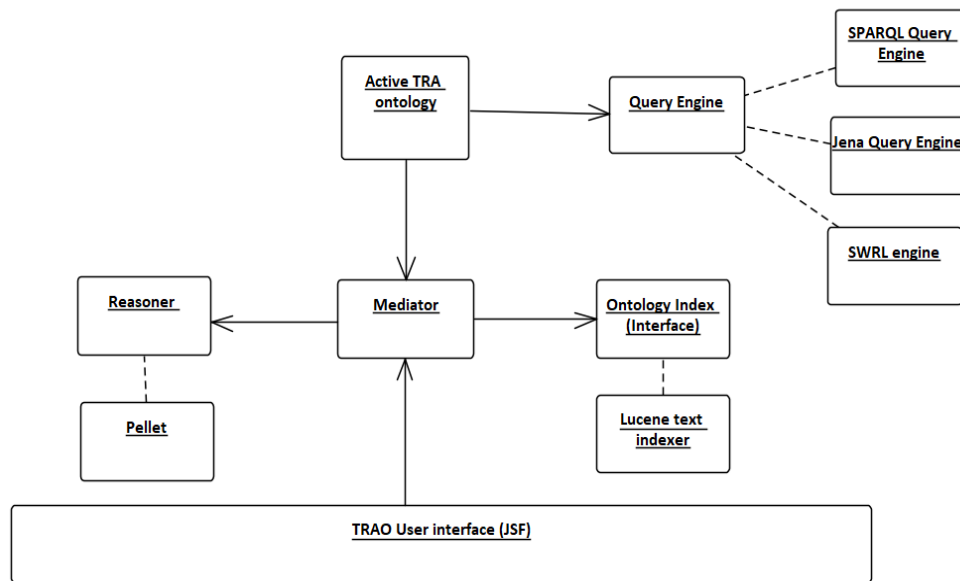 SPARQL Query
Engine
Active TRA
ontology
Query Engine
Jena Query Engine
SWRL engine
Reasoner
Mediator
Ontology Index
(Interface)
Pellet
Lucene text
indexer
TRAO User interface (JSF)